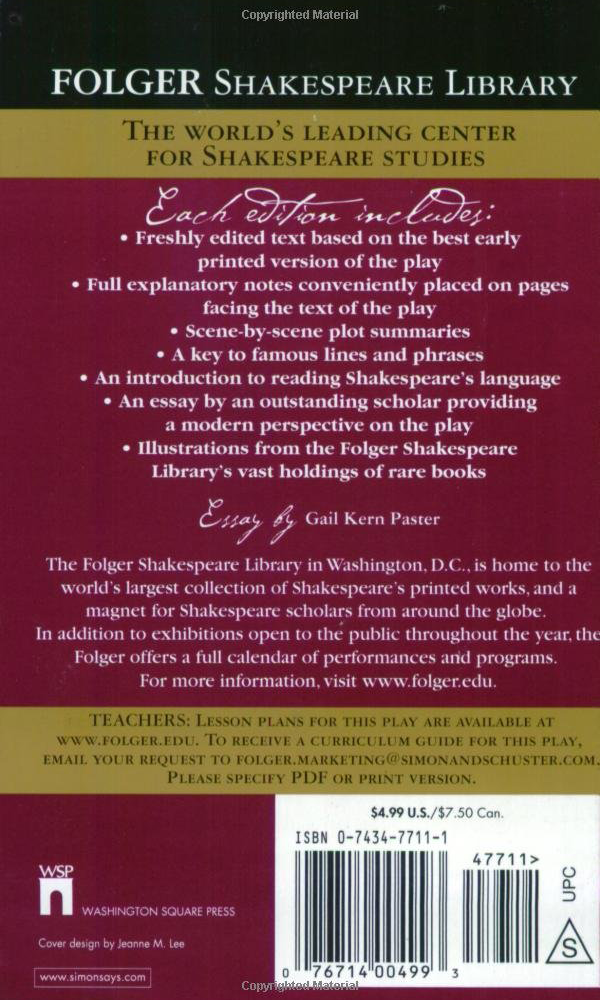 Copyrighted Material
FOLGER SHAKESPEARE LIBRARY
THE WORLD'S LEADING CENTER
FOR SHAKESPEARE STUDIES
Each edition includes:
• Freshly edited text based on the best early
printed version of the play
• Full explanatory notes conveniently placed on pages
facing the text of the play
• Scene-by-scene plot summaries
• A key to famous lines and phrases
• An introduction to reading Shakespeare's language
• An essay by an outstanding scholar providing
a modern perspective on the play
• Illustrations from the Folger Shakespeare
Library's vast holdings of rare books
Essay by Gail Kern Paster
The Folger Shakespeare Library in Washington, D.C., is home to the
world's largest collection of Shakespeare's printed works, and a
magnet for Shakespeare scholars from around the globe.
In addition to exhibitions open to the public throughout the year, the
Folger offers a full calendar of performances and programs.
For more information, visit www.folger.edu.
TEACHERS: LESSON PLANS FOR THIS PLAY ARE AVAILABLE AT
WWW.FOLGER.EDU. TO RECEIVE A CURRICULUM GUIDE FOR THIS PLAY,
EMAIL YOUR REQUEST TO FOLGER.MARKETING@SIMONANDSCHUSTER.COM.
PLEASE SPECIFY PDF OR PRINT VERSION.
$4.99 U.S./$7.50 Can.
ISBN 0-7434-7711-1
47711>
UPC
S
0 76714 00499 3
WSP
WASHINGTON SQUARE PRESS
Cover design by Jeanne M. Lee
www.simonsays.com
Copyrighted Material